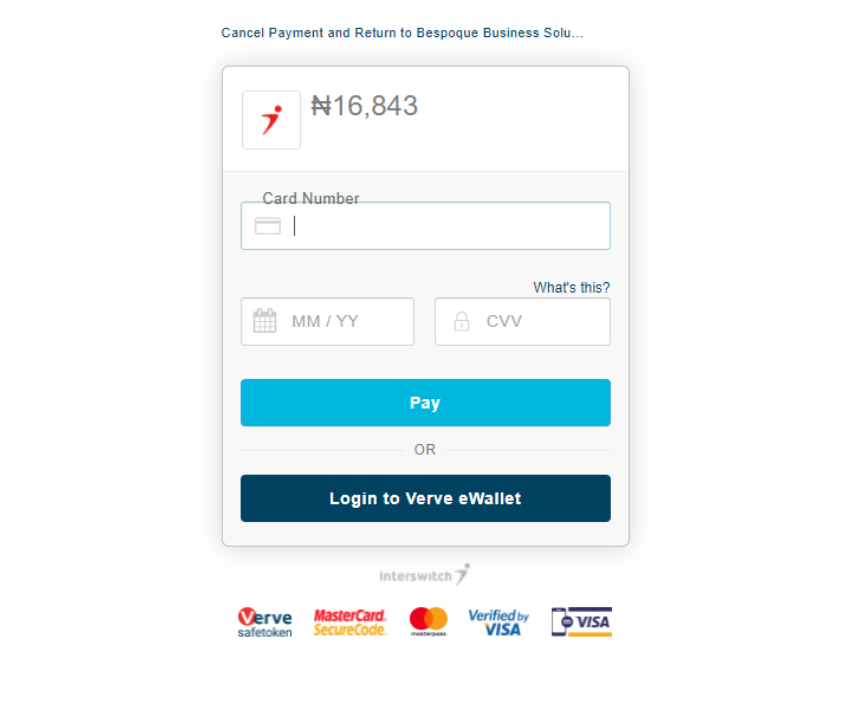 Cancel Payment and Return to Bespoque Business Solu...
₦16,843
Card Number
What's this?
MM / YY
CVV
Pay
OR
Login to Verve eWallet
Interswitch
Verve safetoken
MasterCard. SecureCode.
masterpass
Verified by VISA
VISA